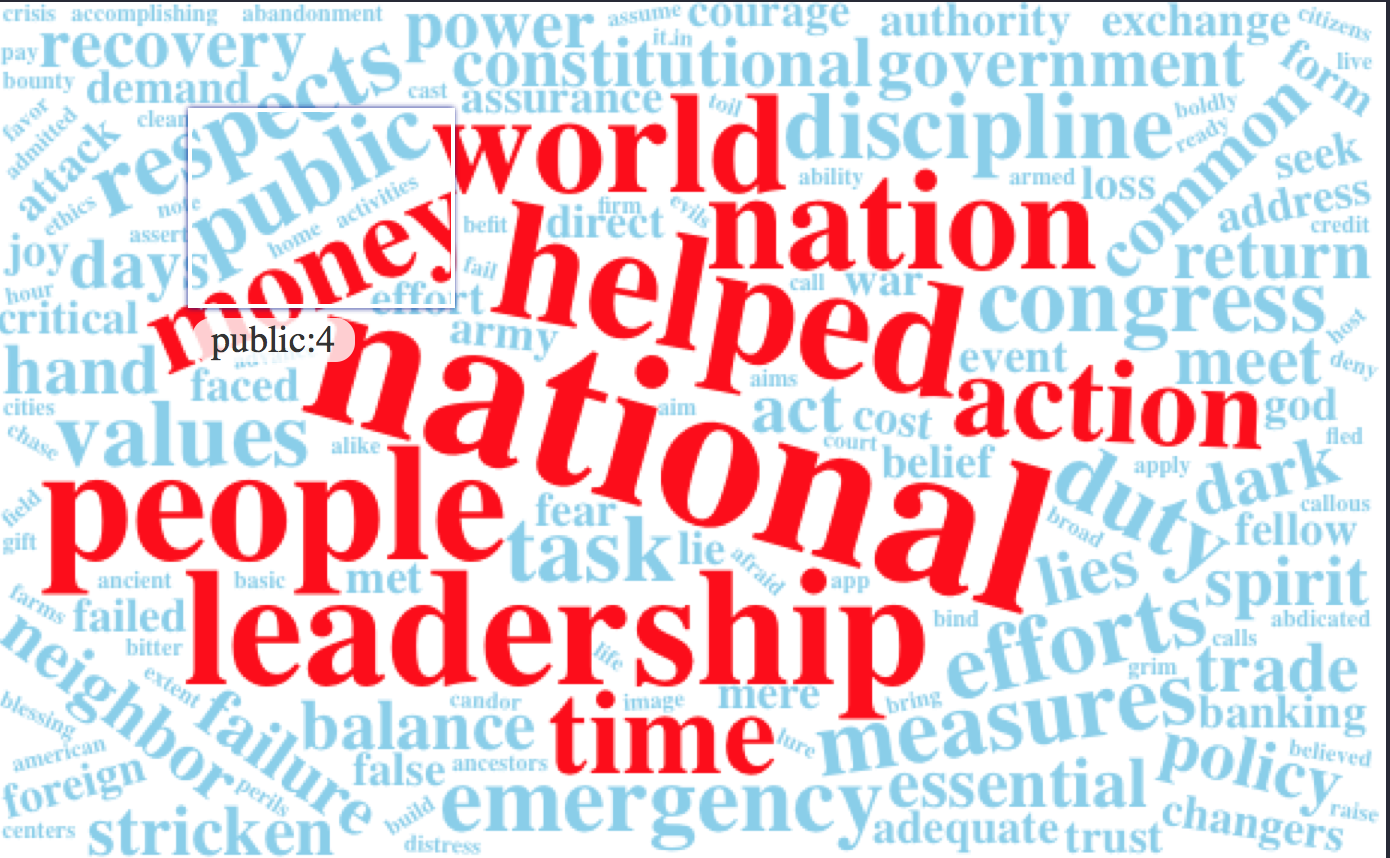 crisis accomplishing abandonment assume courage authority exchange citizens
pay recovery power it.in constitutional government form live
bounty demand respects cast assurance toil discipline boldly common
favor admitted attack clean public world ready seek
ethics note home activities ability armed loss address
joy days assert money befit firm direct evils nation credit return
hour fail helped call war congress host
critical effort army event meet deny
public:4
hand faced national aims act cost action god
cities aim court belief fled
chase values alike duty apply dark
field people fear broad callous
gift task lie afraid fellow
ancient basic met app lies spirit
farms failed leadership bind efforts abdicated
neighbor bitter life calls
extent grim trade
blessing failure candor image mere bring measures banking
american balance time lure policy believed
foreign perils false ancestors essential
build emergency raise
centers stricken distress adequate trust changers